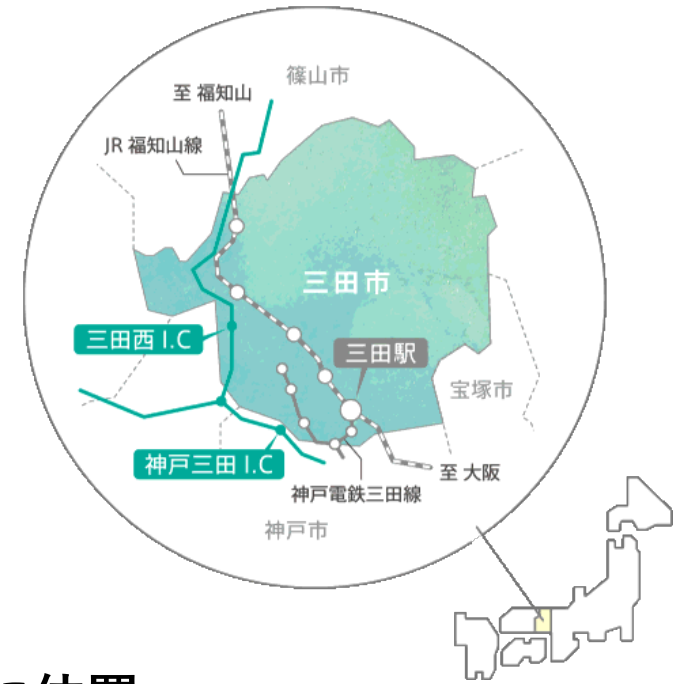 篠山市
至 福知山
JR 福知山線
三田市
三田西 I.C
三田駅
宝塚市
神戸三田 I.C
至 大阪
神戸電鉄三田線
神戸市